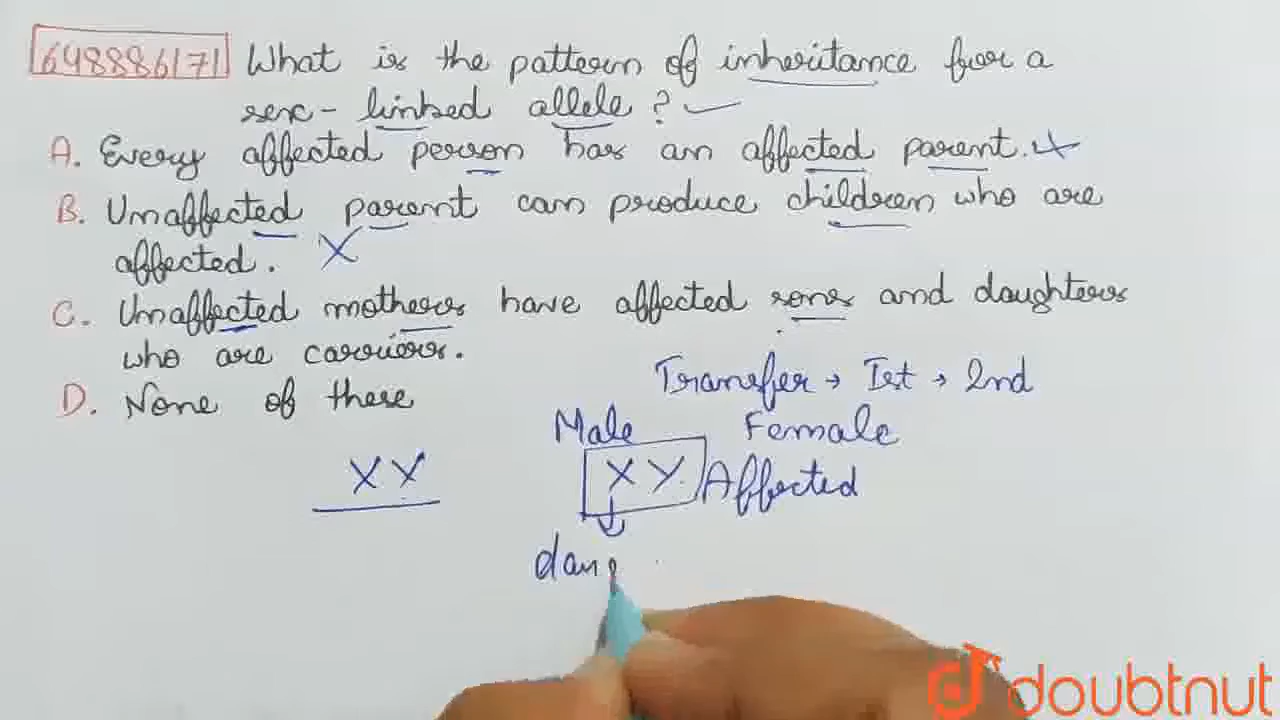 648886171 What is the pattern of inheritance for a
sex-linked allele?
A. Every affected person has an affected parent.
B. Unaffected parent can produce children who are
affected.
C. Unaffected mothers have affected sons and daughters
who are carriers.
D. None of these
Transfer → Ist → 2nd
Male Female
XX XY Affected
daug
doubtnut